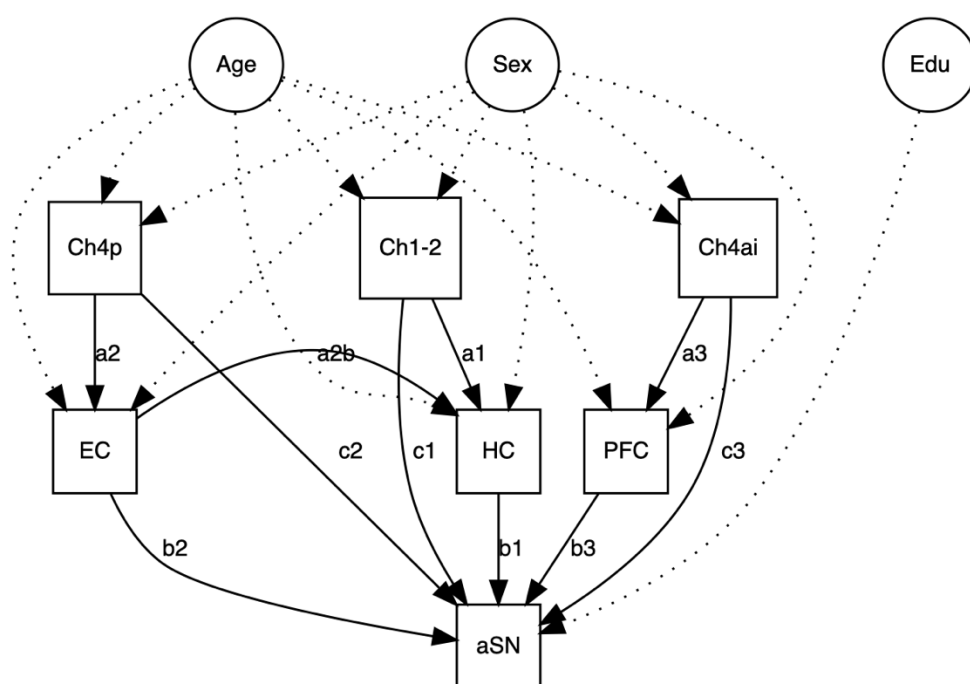 Age
Sex
Edu
Ch4p
Ch1-2
Ch4ai
a2
a2b
a1
a3
EC
c2
c1
HC
PFC
c3
b2
b1
b3
aSN